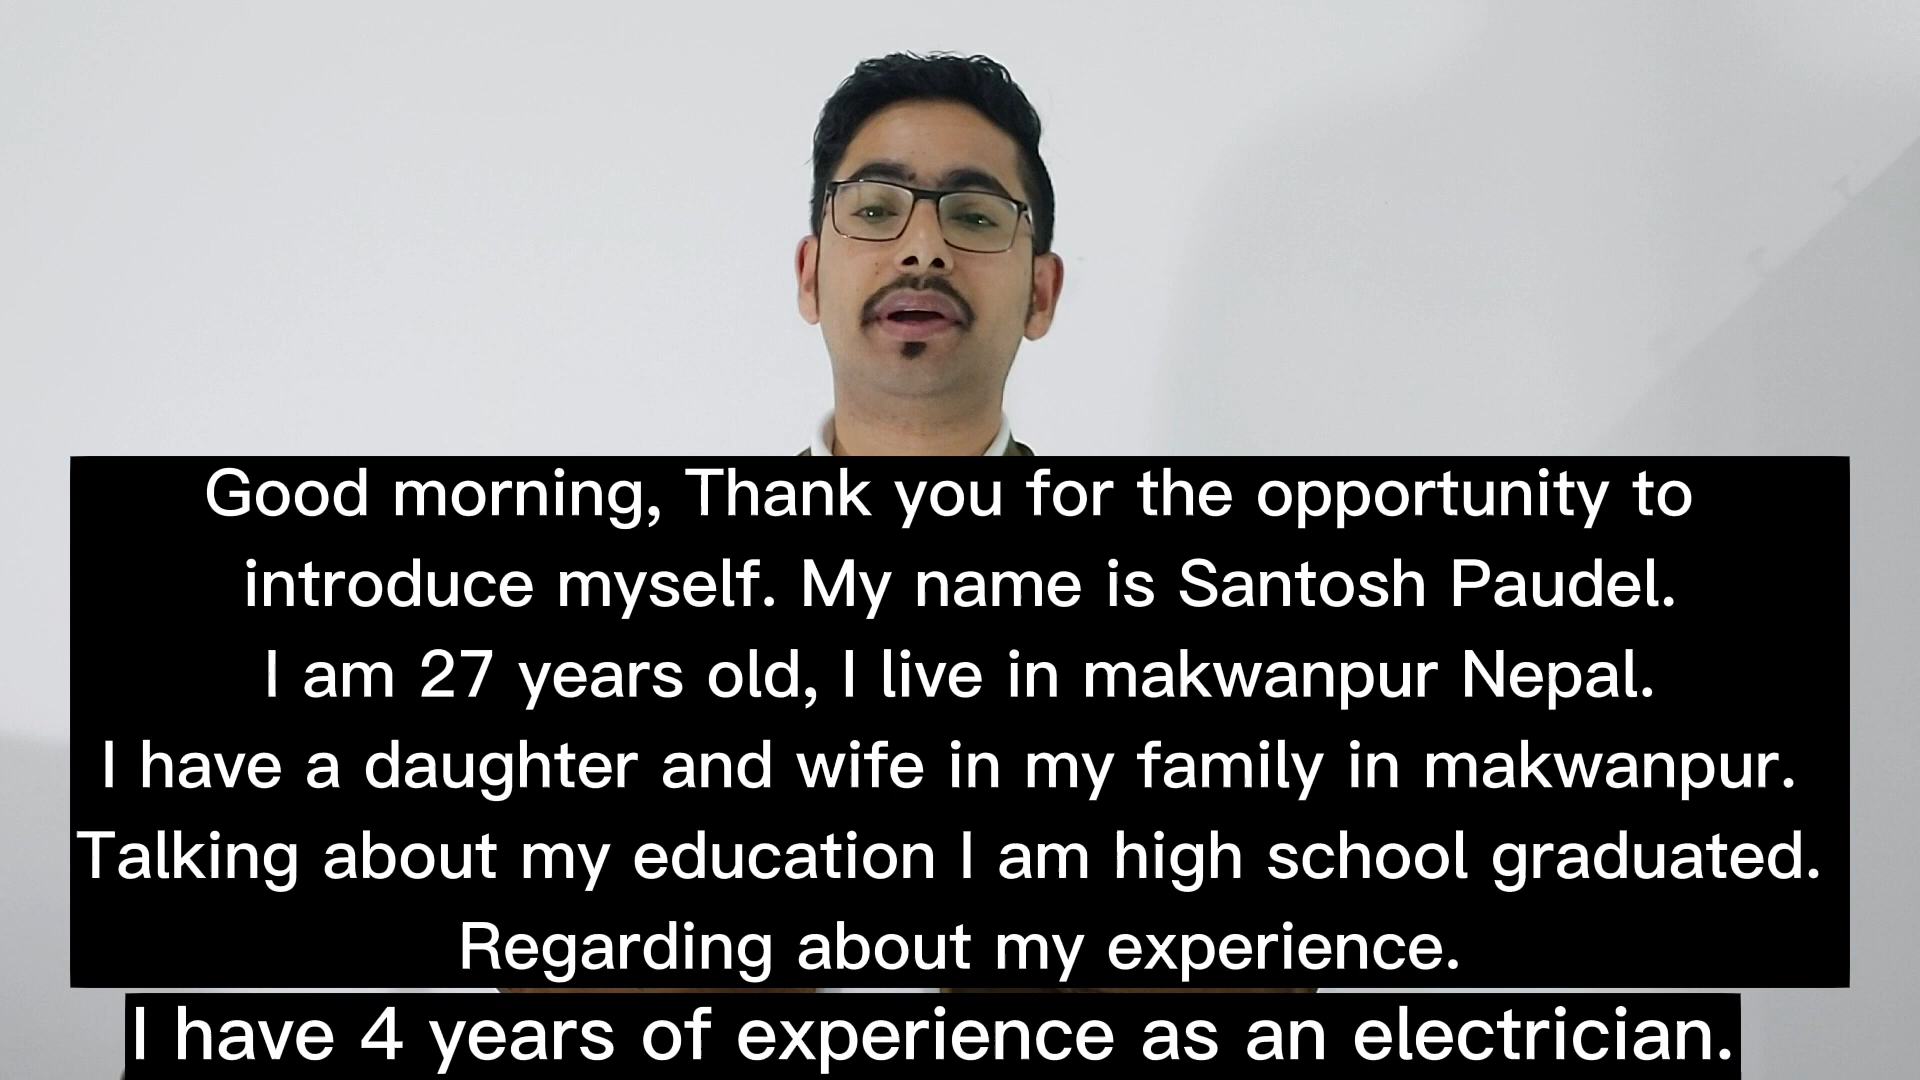 Good morning, Thank you for the opportunity to
introduce myself. My name is Santosh Paudel.
I am 27 years old, I live in makwanpur Nepal.
I have a daughter and wife in my family in makwanpur.
Talking about my education I am high school graduated.
Regarding about my experience.
I have 4 years of experience as an electrician.